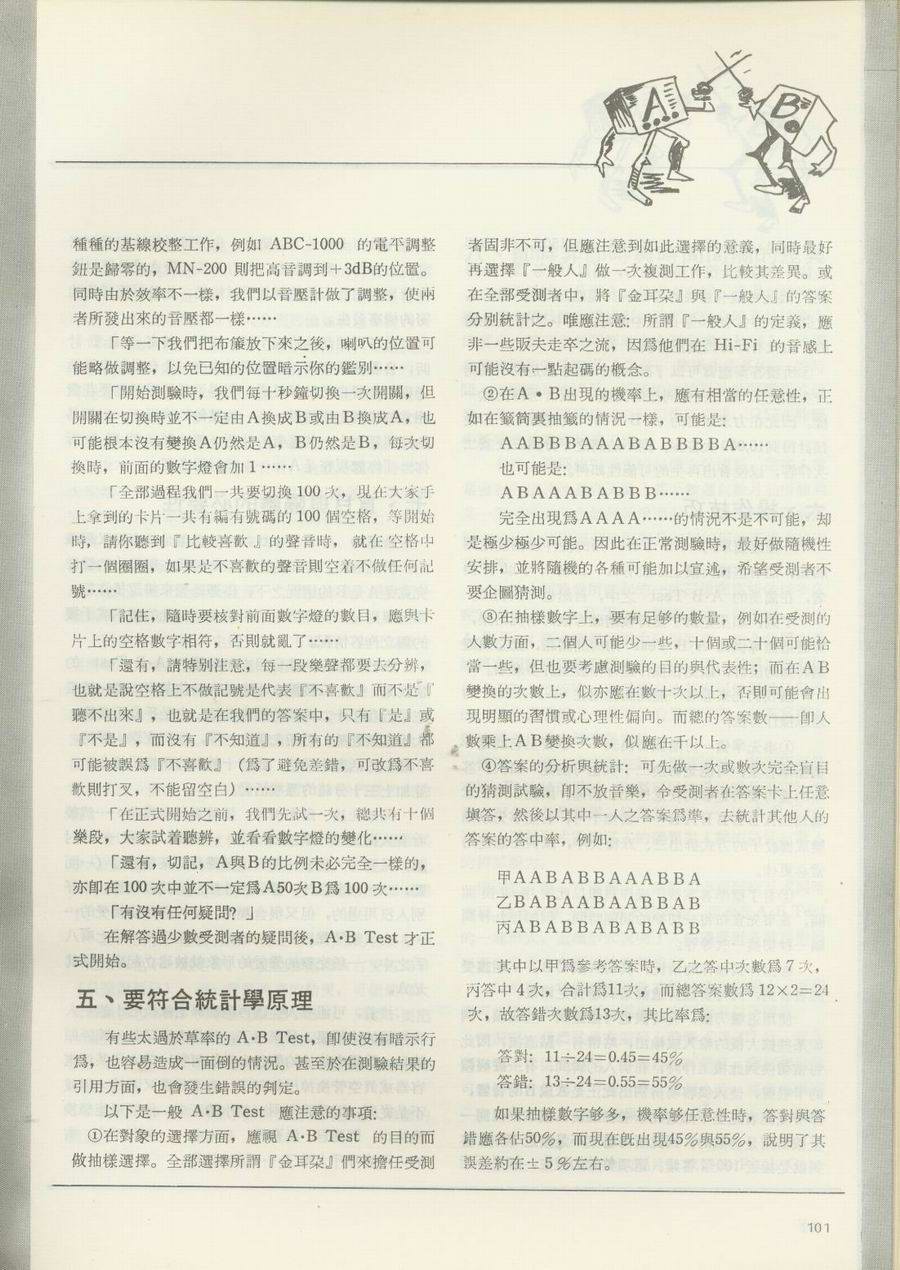 A
B
種種的基線校整工作，例如 ABC-1000 的電平調整
鈕是歸零的，MN-200 則把高音調到＋3dB的位置。
同時由於效率不一樣，我們以音壓計做了調整，使兩
者所發出來的音壓都一樣⋯⋯
「等一下我們把布簾放下來之後，喇叭的位置可
能略做調整，以免已知的位置暗示你的鑑別⋯⋯
「開始測驗時，我們每十秒鐘切換一次開關，但
開關在切換時並不一定由A換成B或由B換成A，也
可能根本沒有變換A仍然是A，B仍然是B，每次切
換時，前面的數字燈會加1⋯⋯
「全部過程我們一共要切換100次，現在大家手
上拿到的卡片一共有編有號碼的100個空格，等開始
時，請你聽到『比較喜歡』的聲音時，就在空格中
打一個圈圈，如果是不喜歡的聲音則空着不做任何記
號⋯⋯
「記住，隨時要核對前面數字燈的數目，應與卡
片上的空格數字相符，否則就亂了⋯⋯
「還有，請特別注意，每一段樂聲都要去分辨，
也就是說空格上不做記號是代表『不喜歡』而不是『
聽不出來』，也就是在我們的答案中，只有『是』或
『不是』，而沒有『不知道』，所有的『不知道』都
可能被誤爲『不喜歡』（爲了避免差錯，可改爲不喜
歡則打叉，不能留空白）⋯⋯
「在正式開始之前，我們先試一次，總共有十個
樂段，大家試着聽辨，並看看數字燈的變化⋯⋯
「還有，切記，A與B的比例未必完全一樣的，
亦卽在100次中並不一定爲A50次B爲100次⋯⋯
「有沒有任何疑問？」
在解答過少數受測者的疑問後，A·B Test 才正
式開始。
五、要符合統計學原理
有些太過於草率的 A·B Test，卽使沒有暗示行
爲，也容易造成一面倒的情況。甚至於在測驗結果的
引用方面，也會發生錯誤的判定。
以下是一般 A·B Test 應注意的事項：
①在對象的選擇方面，應視 A·B Test 的目的而
做抽樣選擇。全部選擇所謂『金耳朶』們來擔任受測
者固非不可，但應注意到如此選擇的意義，同時最好
再選擇『一般人』做一次複測工作，比較其差異。或
在全部受測者中，將『金耳朶』與『一般人』的答案
分別統計之。唯應注意：所謂『一般人』的定義，應
非一些販夫走卒之流，因爲他們在 Hi-Fi 的音感上
可能沒有一點起碼的概念。
②在A·B出現的機率上，應有相當的任意性，正
如在籤筒裏抽籤的情況一樣，可能是：
AABBBAAABABBBBA⋯⋯
也可能是：
ABAAABABBB⋯⋯
完全出現爲AAAA⋯⋯的情況不是不可能，却
是極少極少可能。因此在正常測驗時，最好做隨機性
安排，並將隨機的各種可能加以宣述，希望受測者不
要企圖猜測。
③在抽樣數字上，要有足够的數量，例如在受測的
人數方面，二個人可能少一些，十個或二十個可能恰
當一些，但也要考慮測驗的目的與代表性；而在AB
變換的次數上，似亦應在數十次以上，否則可能會出
現明顯的習慣或心理性偏向。而總的答案數——卽人
數乘上AB變換次數，似應在千以上。
④答案的分析與統計：可先做一次或數次完全盲目
的猜測試驗，卽不放音樂，令受測者在答案卡上任意
塡答，然後以其中一人之答案爲準，去統計其他人的
答案的答中率，例如：
甲AABABBAAABBA
乙BABAABAABBAB
丙ABABBABABABB
其中以甲爲參考答案時，乙之答中次數爲7次，
丙答中4次，合計爲11次，而總答案數爲12×2＝24
次，故答錯次數爲13次，其比率爲：
答對：11÷24＝0.45＝45％
答錯：13÷24＝0.55＝55％
如果抽樣數字够多，機率够任意性時，答對與答
錯應各佔50％，而現在旣出現45％與55％，說明了其
誤差約在±5％左右。
101